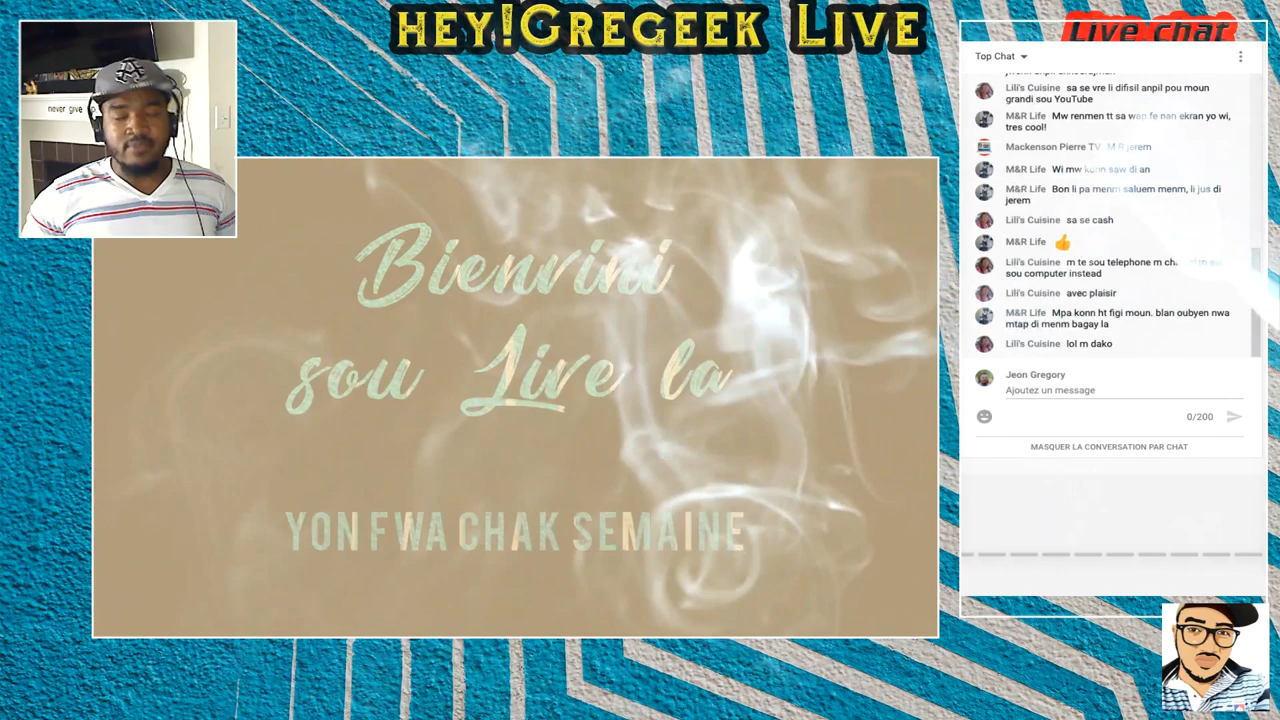 hey!Gregeek Live
never give
Bienvini
sou Live la
YON FWA CHAK SEMAINE
Live chat
Top Chat
Lili's Cuisine sa se vre li difisil anpil pou moun
grandi sou YouTube
M&R Life Mw renmen tt sa wap fe nan ekran yo wi,
tres cool!
Mackenson Pierre TV M R jerem
M&R Life Wi mw konn saw di an
M&R Life Bon li pa menm saluem menm, li jus di
jerem
Lili's Cuisine sa se cash
M&R Life 👍
Lili's Cuisine m te sou telephone m
sou computer instead
Lili's Cuisine avec plaisir
M&R Life Mpa konn ht figi moun. blan oubyen nwa
mtap di menm bagay la
Lili's Cuisine lol m dako
Jeon Gregory
Ajoutez un message
0/200
MASQUER LA CONVERSATION PAR CHAT